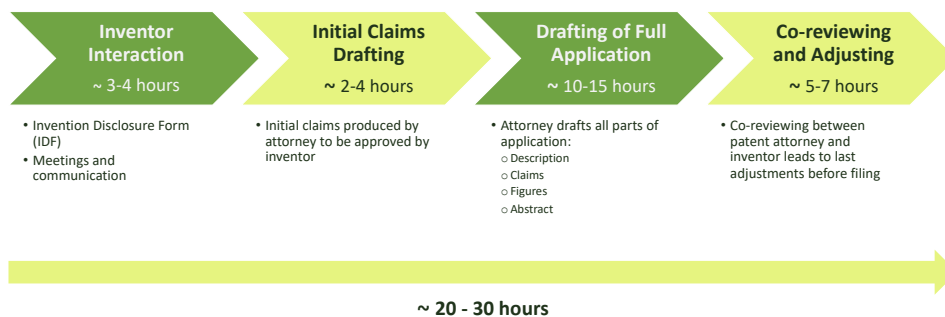 Inventor
Interaction
~ 3-4 hours
Initial Claims
Drafting
~ 2-4 hours
Drafting of Full
Application
~ 10-15 hours
Co-reviewing
and Adjusting
~ 5-7 hours
• Invention Disclosure Form
(IDF)
• Meetings and
communication
• Initial claims produced by
attorney to be approved by
inventor
• Attorney drafts all parts of
application:
o Description
o Claims
o Figures
o Abstract
• Co-reviewing between
patent attorney and
inventor leads to last
adjustments before filing
~ 20 - 30 hours